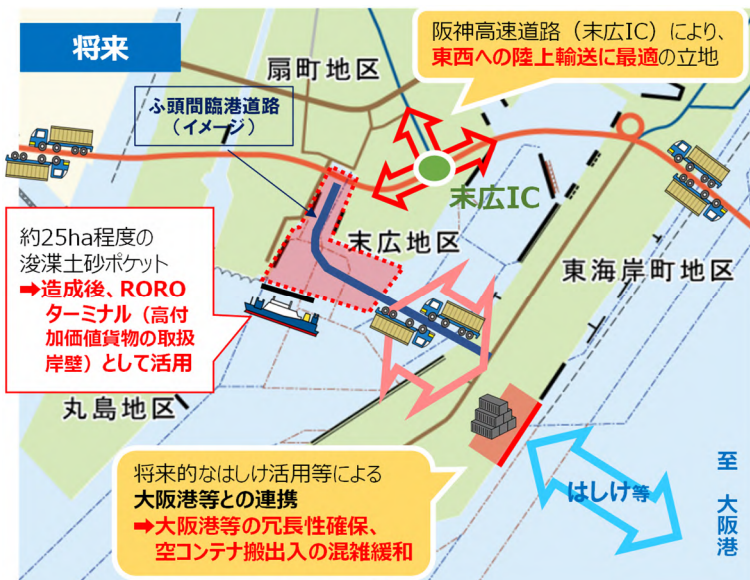 将来
阪神高速道路（末広IC）により、
東西への陸上輸送に最適の立地
扇町地区
ふ頭間臨港道路
（イメージ）
末広IC
約25ha程度の
浚渫土砂ポケット
➡造成後、RORO
ターミナル（高付
加価値貨物の取扱
岸壁）として活用
末広地区
東海岸町地区
丸島地区
将来的なはしけ活用等による
大阪港等との連携
➡大阪港等の冗長性確保、
空コンテナ搬出入の混雑緩和
はしけ等
至 大阪港